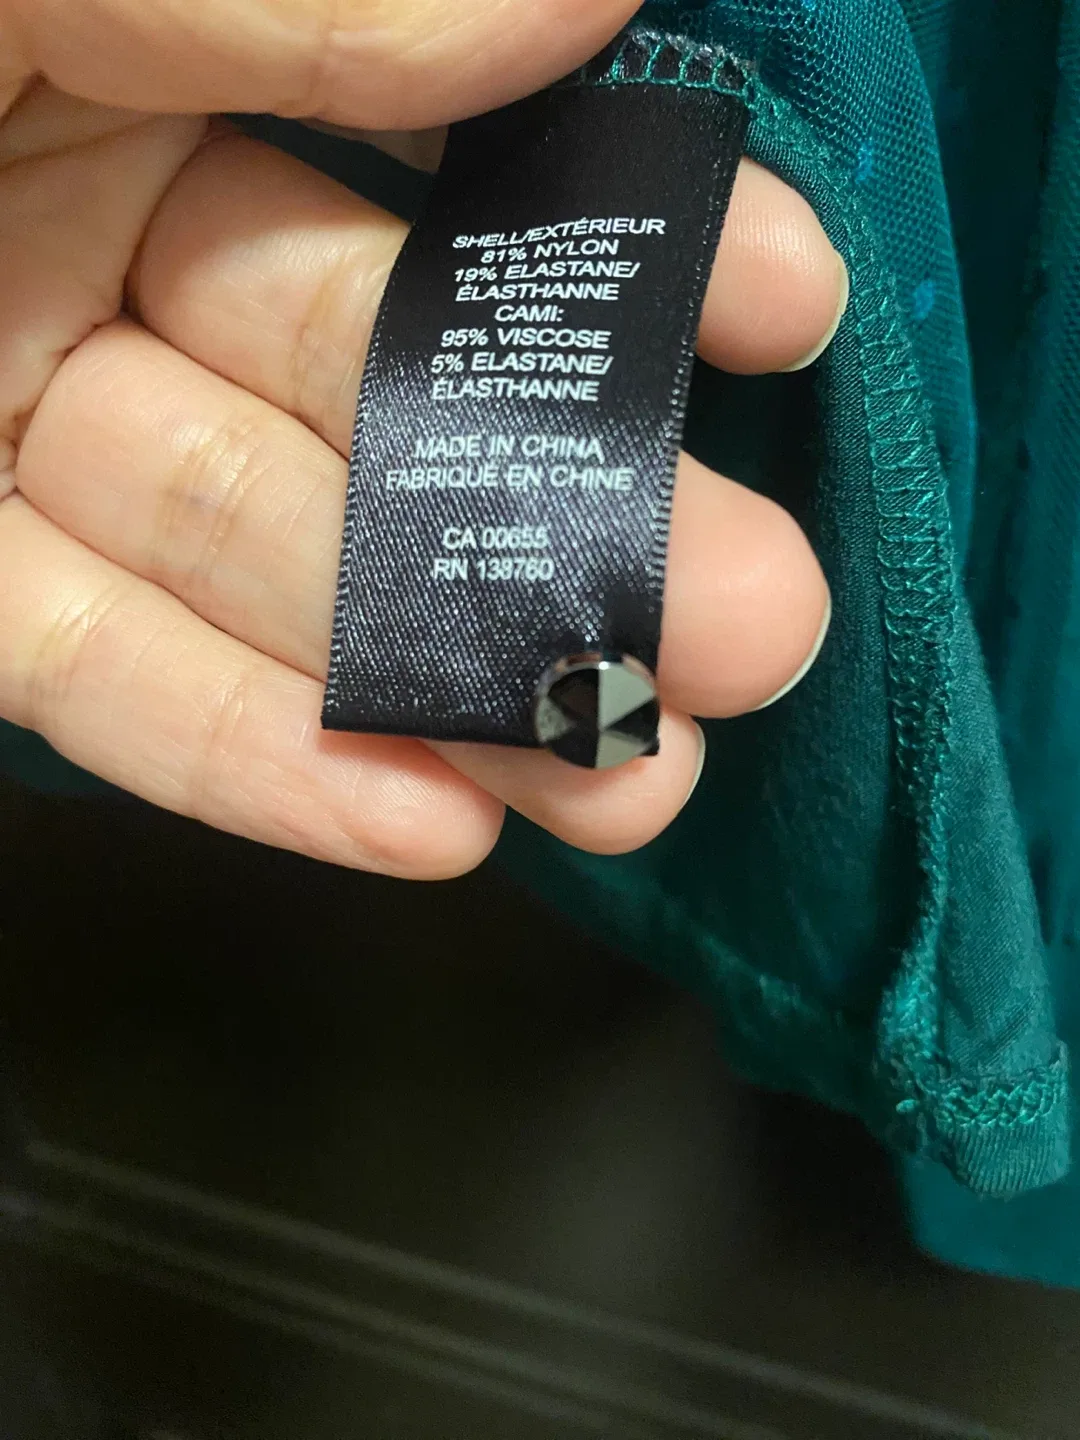 SHELL/EXTÉRIEUR
81% NYLON
19% ELASTANE/
ÉLASTHANNE
CAMI:
95% VISCOSE
5% ELASTANE/
ÉLASTHANNE
MADE IN CHINA
FABRIQUÉ EN CHINE
CA 00655
RN 138760